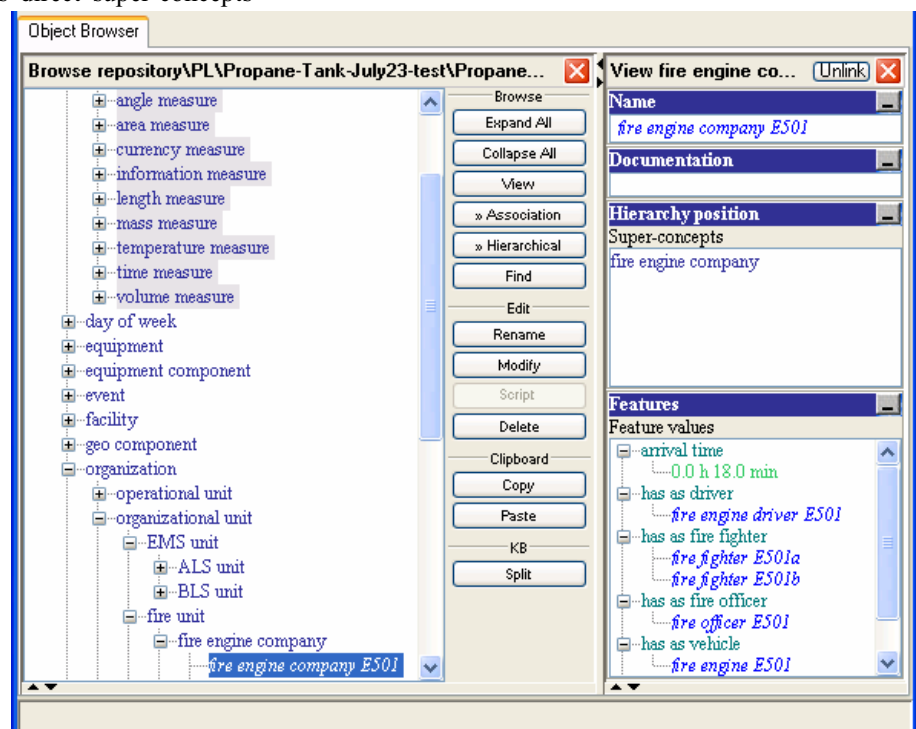 direct super concepts
Object Browser
Browse repository\PL\Propane-Tank-July23-test\Propane...
angle measure
area measure
currency measure
information measure
length measure
mass measure
temperature measure
time measure
volume measure
day of week
equipment
equipment component
event
facility
geo component
organization
operational unit
organizational unit
EMS unit
ALS unit
BLS unit
fire unit
fire engine company
fire engine company E501
Browse
Expand All
Collapse All
View
» Association
» Hierarchical
Find
Edit
Rename
Modify
Script
Delete
Clipboard
Copy
Paste
KB
Split
View fire engine co... Unlink
Name
fire engine company E501
Documentation
Hierarchy position
Super-concepts
fire engine company
Features
Feature values
arrival time
0.0 h 18.0 min
has as driver
fire engine driver E501
has as fire fighter
fire fighter E501a
fire fighter E501b
has as fire officer
fire officer E501
has as vehicle
fire engine E501